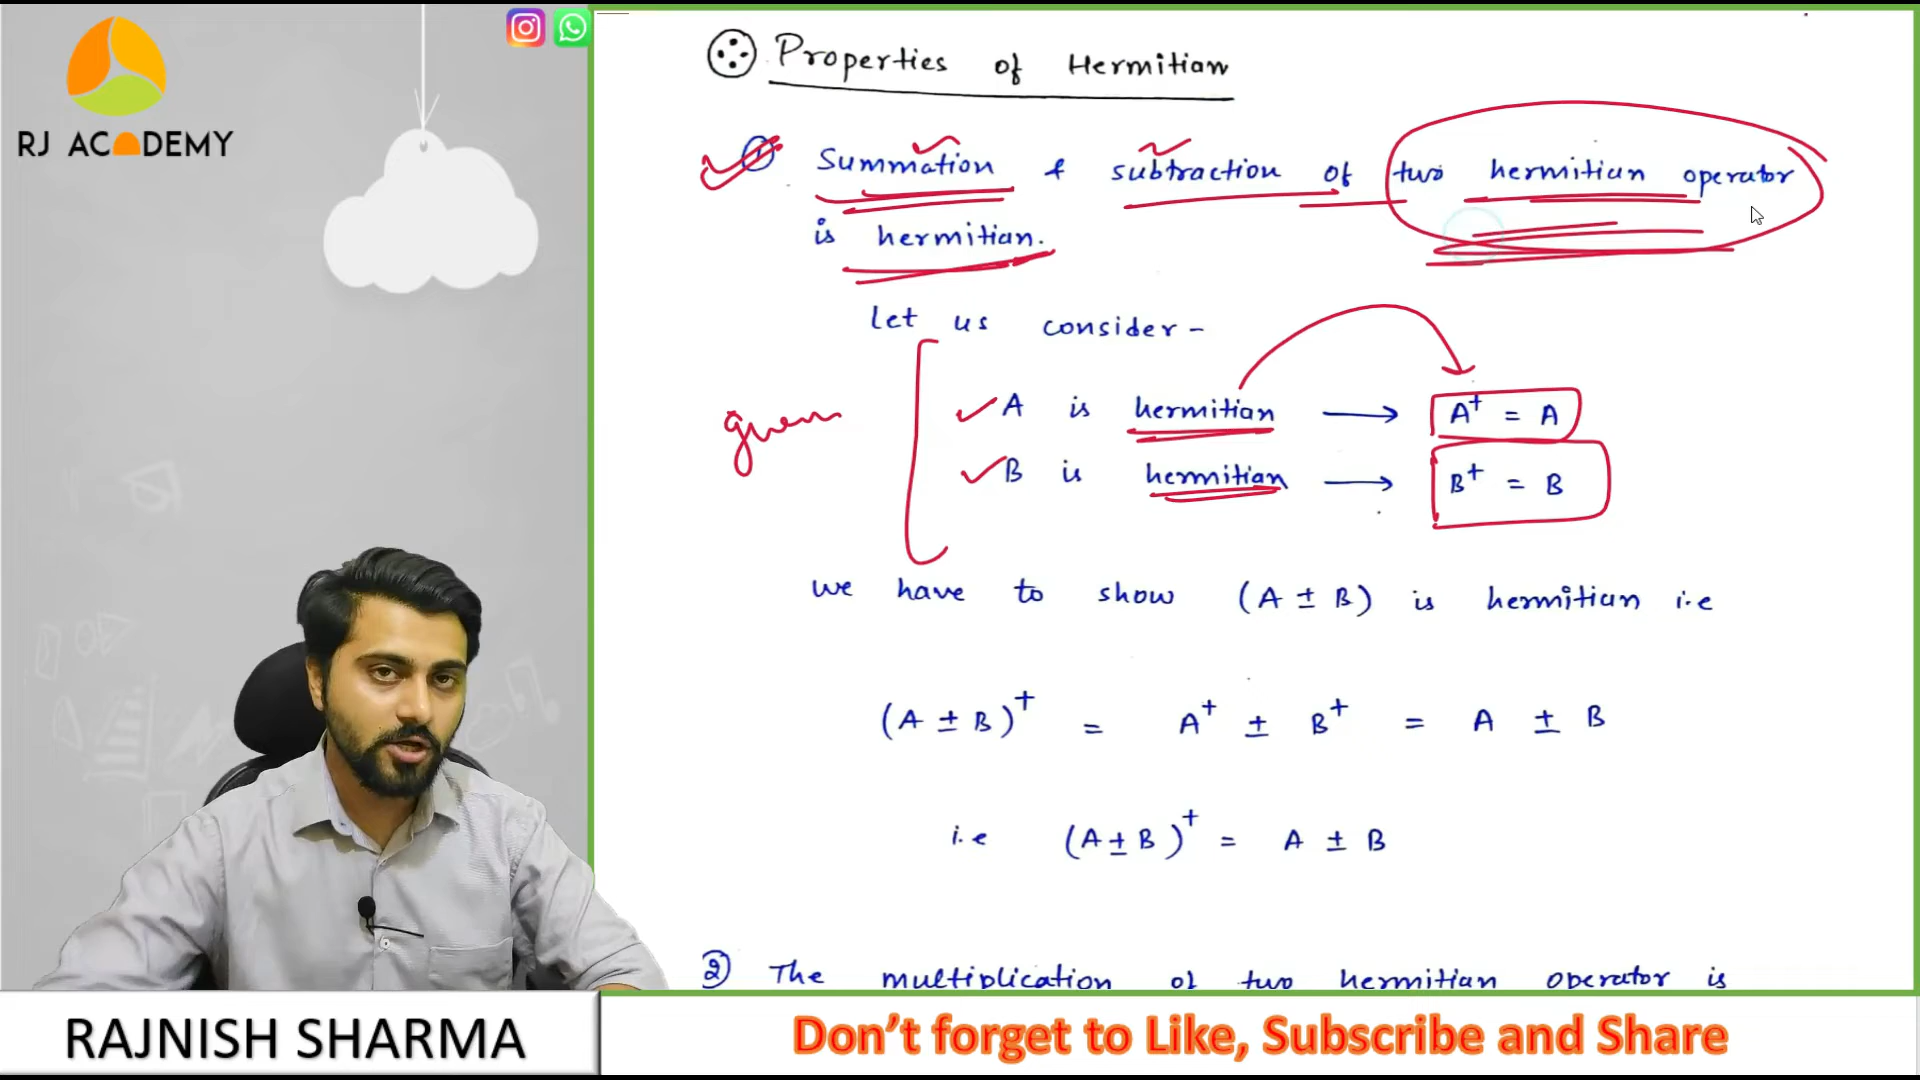 RJ ACADEMY
Properties of Hermitian
① Summation & subtraction of two hermitian operator
is hermitian.
Let us consider -
given
A is hermitian → A⁺ = A
B is hermitian → B⁺ = B
we have to show (A ± B) is hermitian i.e
(A ± B)⁺ = A⁺ ± B⁺ = A ± B
i.e (A ± B)⁺ = A ± B
② The multiplication of two hermitian operator is
RAJNISH SHARMA
Don't forget to Like, Subscribe and Share